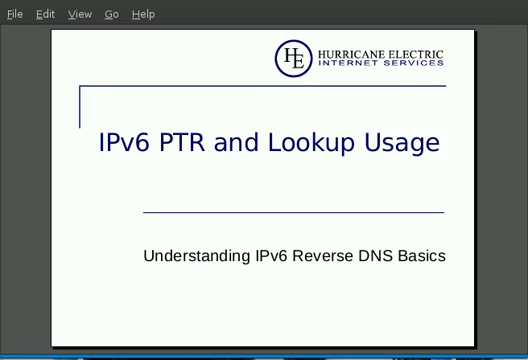 File Edit View Go Help
HE HURRICANE ELECTRIC
INTERNET SERVICES
IPv6 PTR and Lookup Usage
Understanding IPv6 Reverse DNS Basics